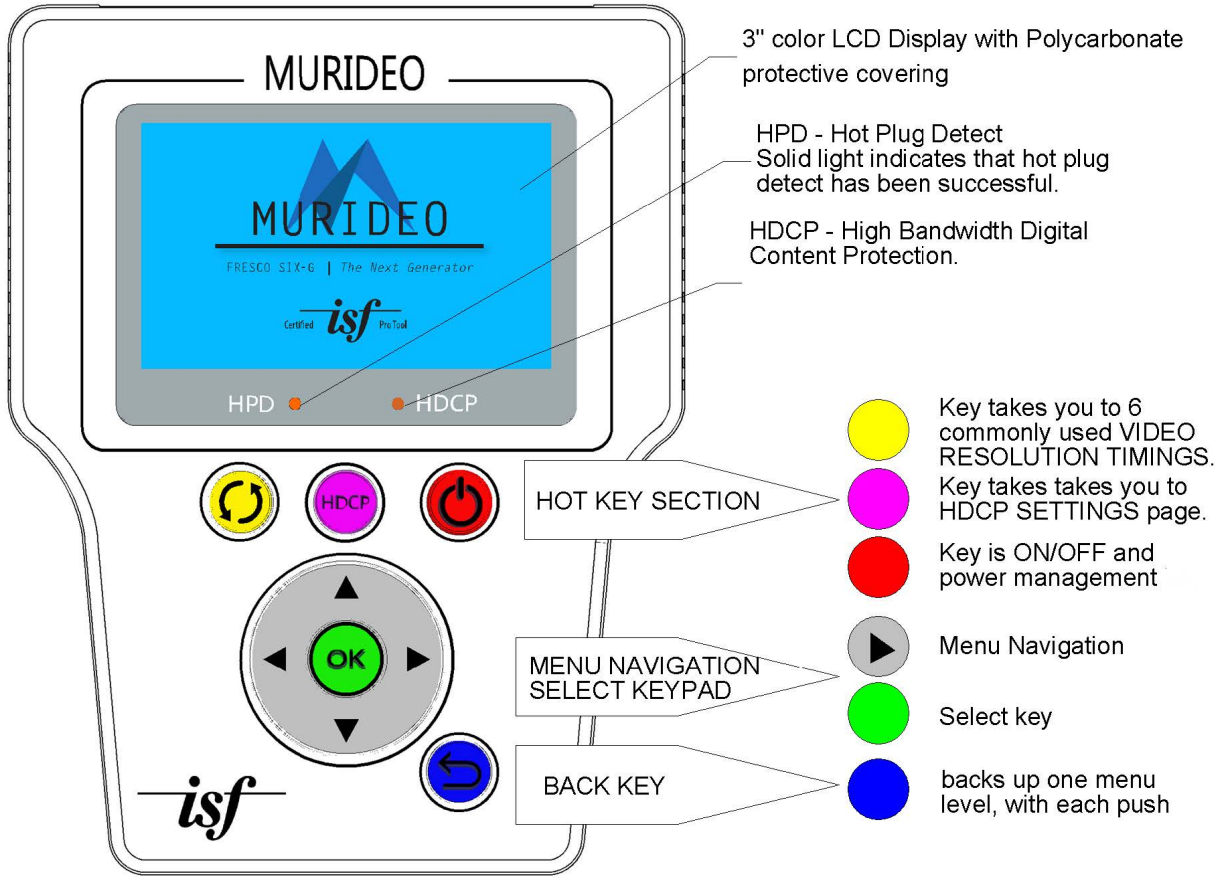 MURIDEO
MURIDEO
FRESCO SIX-G | The Next Generator
Certified isf Pro Tool
HPD
HDCP
3" color LCD Display with Polycarbonate
protective covering
HPD - Hot Plug Detect
Solid light indicates that hot plug
detect has been successful.
HDCP - High Bandwidth Digital
Content Protection.
HDCP
OK
isf
HOT KEY SECTION
MENU NAVIGATION
SELECT KEYPAD
BACK KEY
Key takes you to 6
commonly used VIDEO
RESOLUTION TIMINGS.
Key takes takes you to
HDCP SETTINGS page.
Key is ON/OFF and
power management
Menu Navigation
Select key
backs up one menu
level, with each push